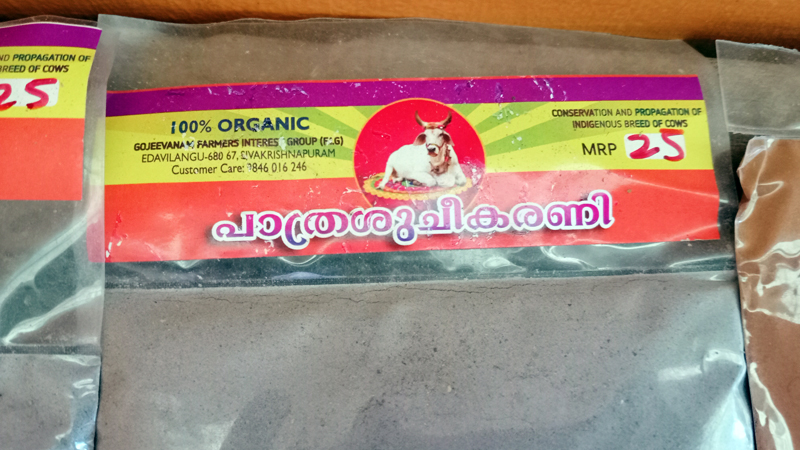 ND PROPAGATION OF
BREED OF COWS
25
100% ORGANIC
GOJEEVANAM FARMERS INTEREST GROUP (FIG)
EDAVILANGU-680 67, IVAKRISHNAPURAM
Customer Care: 9846 016 246
CONSERVATION AND PROPAGATION OF
INDIGENOUS BREED OF COWS
MRP 25
പാത്രശുചീകരണി